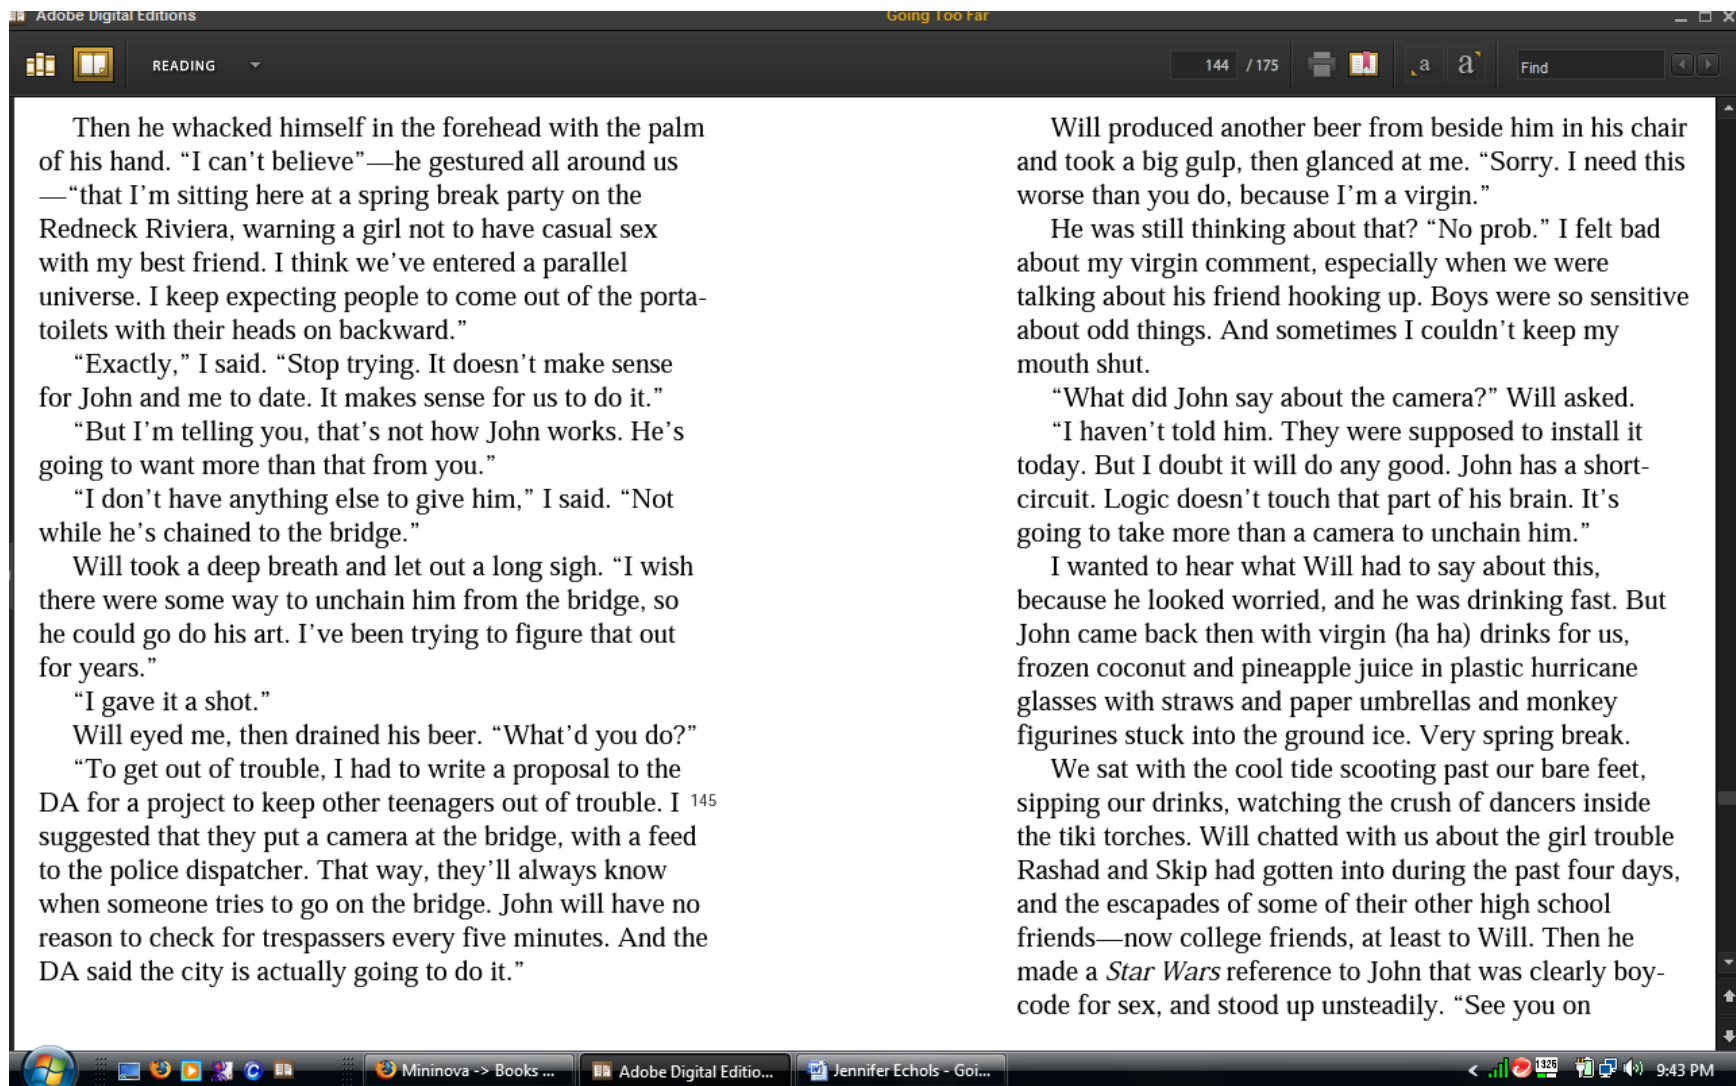 Adobe Digital Editions
Going Too Far
READING
144 / 175
a
a
Find
Then he whacked himself in the forehead with the palm
of his hand. “I can’t believe”—he gestured all around us
—“that I’m sitting here at a spring break party on the
Redneck Riviera, warning a girl not to have casual sex
with my best friend. I think we’ve entered a parallel
universe. I keep expecting people to come out of the porta-
toilets with their heads on backward.”
“Exactly,” I said. “Stop trying. It doesn’t make sense
for John and me to date. It makes sense for us to do it.”
“But I’m telling you, that’s not how John works. He’s
going to want more than that from you.”
“I don’t have anything else to give him,” I said. “Not
while he’s chained to the bridge.”
Will took a deep breath and let out a long sigh. “I wish
there were some way to unchain him from the bridge, so
he could go do his art. I’ve been trying to figure that out
for years.”
“I gave it a shot.”
Will eyed me, then drained his beer. “What’d you do?”
“To get out of trouble, I had to write a proposal to the
DA for a project to keep other teenagers out of trouble. I 145
suggested that they put a camera at the bridge, with a feed
to the police dispatcher. That way, they’ll always know
when someone tries to go on the bridge. John will have no
reason to check for trespassers every five minutes. And the
DA said the city is actually going to do it.”
Will produced another beer from beside him in his chair
and took a big gulp, then glanced at me. “Sorry. I need this
worse than you do, because I’m a virgin.”
He was still thinking about that? “No prob.” I felt bad
about my virgin comment, especially when we were
talking about his friend hooking up. Boys were so sensitive
about odd things. And sometimes I couldn’t keep my
mouth shut.
“What did John say about the camera?” Will asked.
“I haven’t told him. They were supposed to install it
today. But I doubt it will do any good. John has a short-
circuit. Logic doesn’t touch that part of his brain. It’s
going to take more than a camera to unchain him.”
I wanted to hear what Will had to say about this,
because he looked worried, and he was drinking fast. But
John came back then with virgin (ha ha) drinks for us,
frozen coconut and pineapple juice in plastic hurricane
glasses with straws and paper umbrellas and monkey
figurines stuck into the ground ice. Very spring break.
We sat with the cool tide scooting past our bare feet,
sipping our drinks, watching the crush of dancers inside
the tiki torches. Will chatted with us about the girl trouble
Rashad and Skip had gotten into during the past four days,
and the escapades of some of their other high school
friends—now college friends, at least to Will. Then he
made a Star Wars reference to John that was clearly boy-
code for sex, and stood up unsteadily. “See you on
Mininova -> Books ...
Adobe Digital Editio...
Jennifer Echols - Goi...
9:43 PM